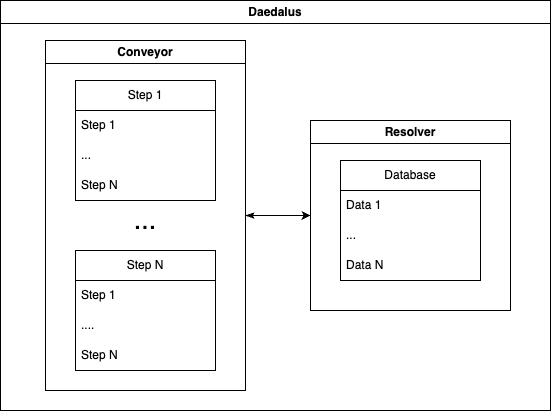 Daedalus
Conveyor
Step 1
Step 1
...
Step N
...
Step N
Step 1
....
Step N
Resolver
Database
Data 1
...
Data N